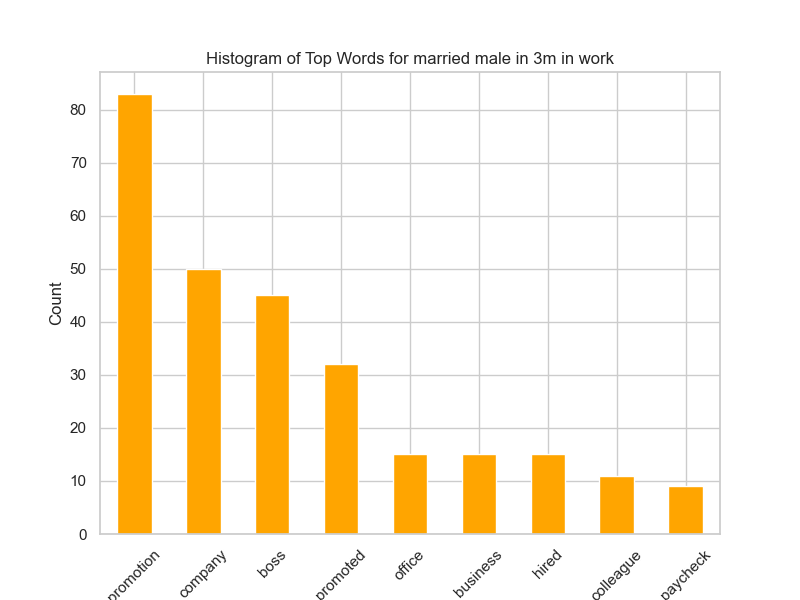 Histogram of Top Words for married male in 3m in work
Count
80
70
60
50
40
30
20
10
0
promotion
company
boss
promoted
office
business
hired
colleague
paycheck